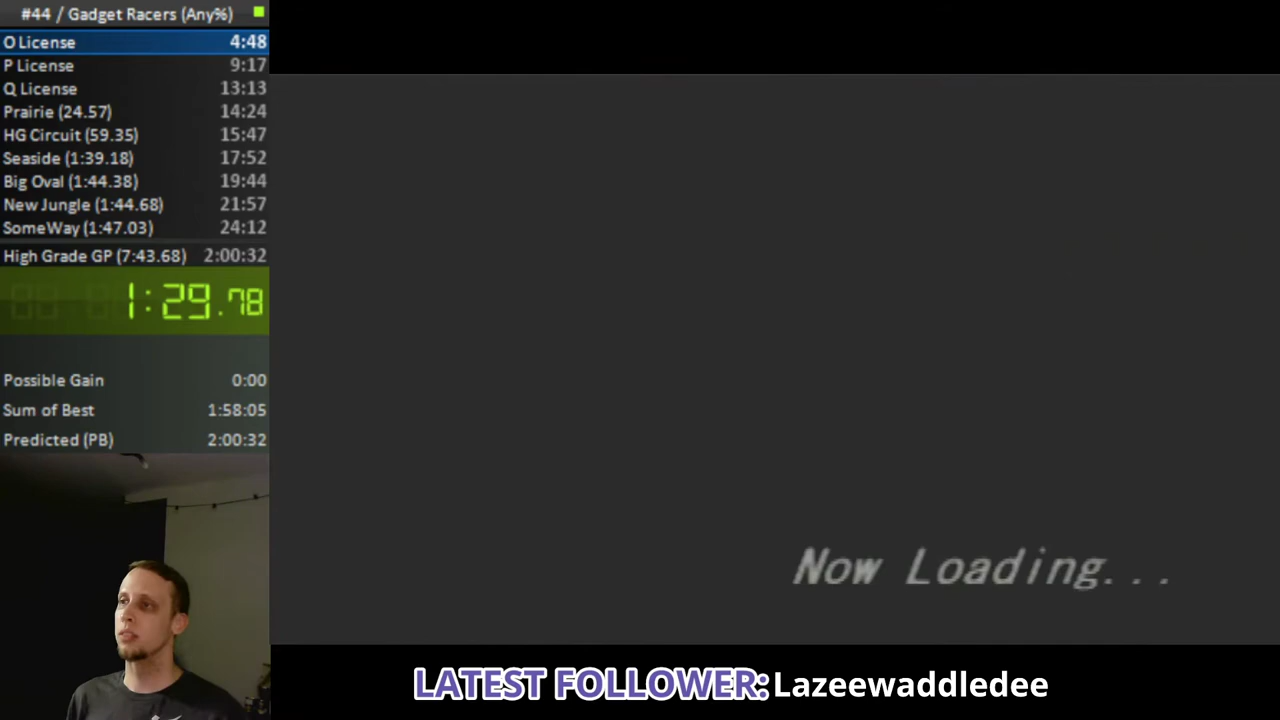 #44 / Gadget Racers (Any%)
O License 4:48
P License 9:17
Q License 13:13
Prairie (24.57) 14:24
HG Circuit (59.35) 15:47
Seaside (1:39.18) 17:52
Big Oval (1:44.38) 19:44
New Jungle (1:44.68) 21:57
SomeWay (1:47.03) 24:12
High Grade GP (7:43.68) 2:00:32
1:29.78
Possible Gain 0:00
Sum of Best 1:58:05
Predicted (PB) 2:00:32
Now Loading...
LATEST FOLLOWER: Lazeewaddledee